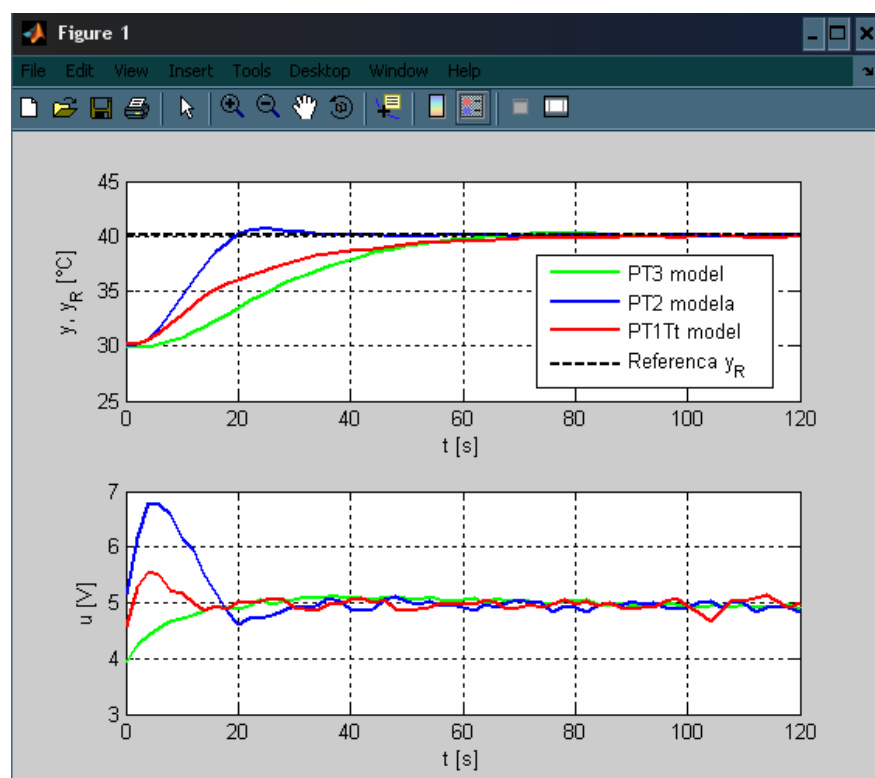 Figure 1
File Edit View Insert Tools Desktop Window Help
45
40
35
30
25
y, y_R [°C]
PT3 model
PT2 modela
PT1Tt model
Referenca y_R
0 20 40 60 80 100 120
t [s]
7
6
5
4
3
u [V]
0 20 40 60 80 100 120
t [s]